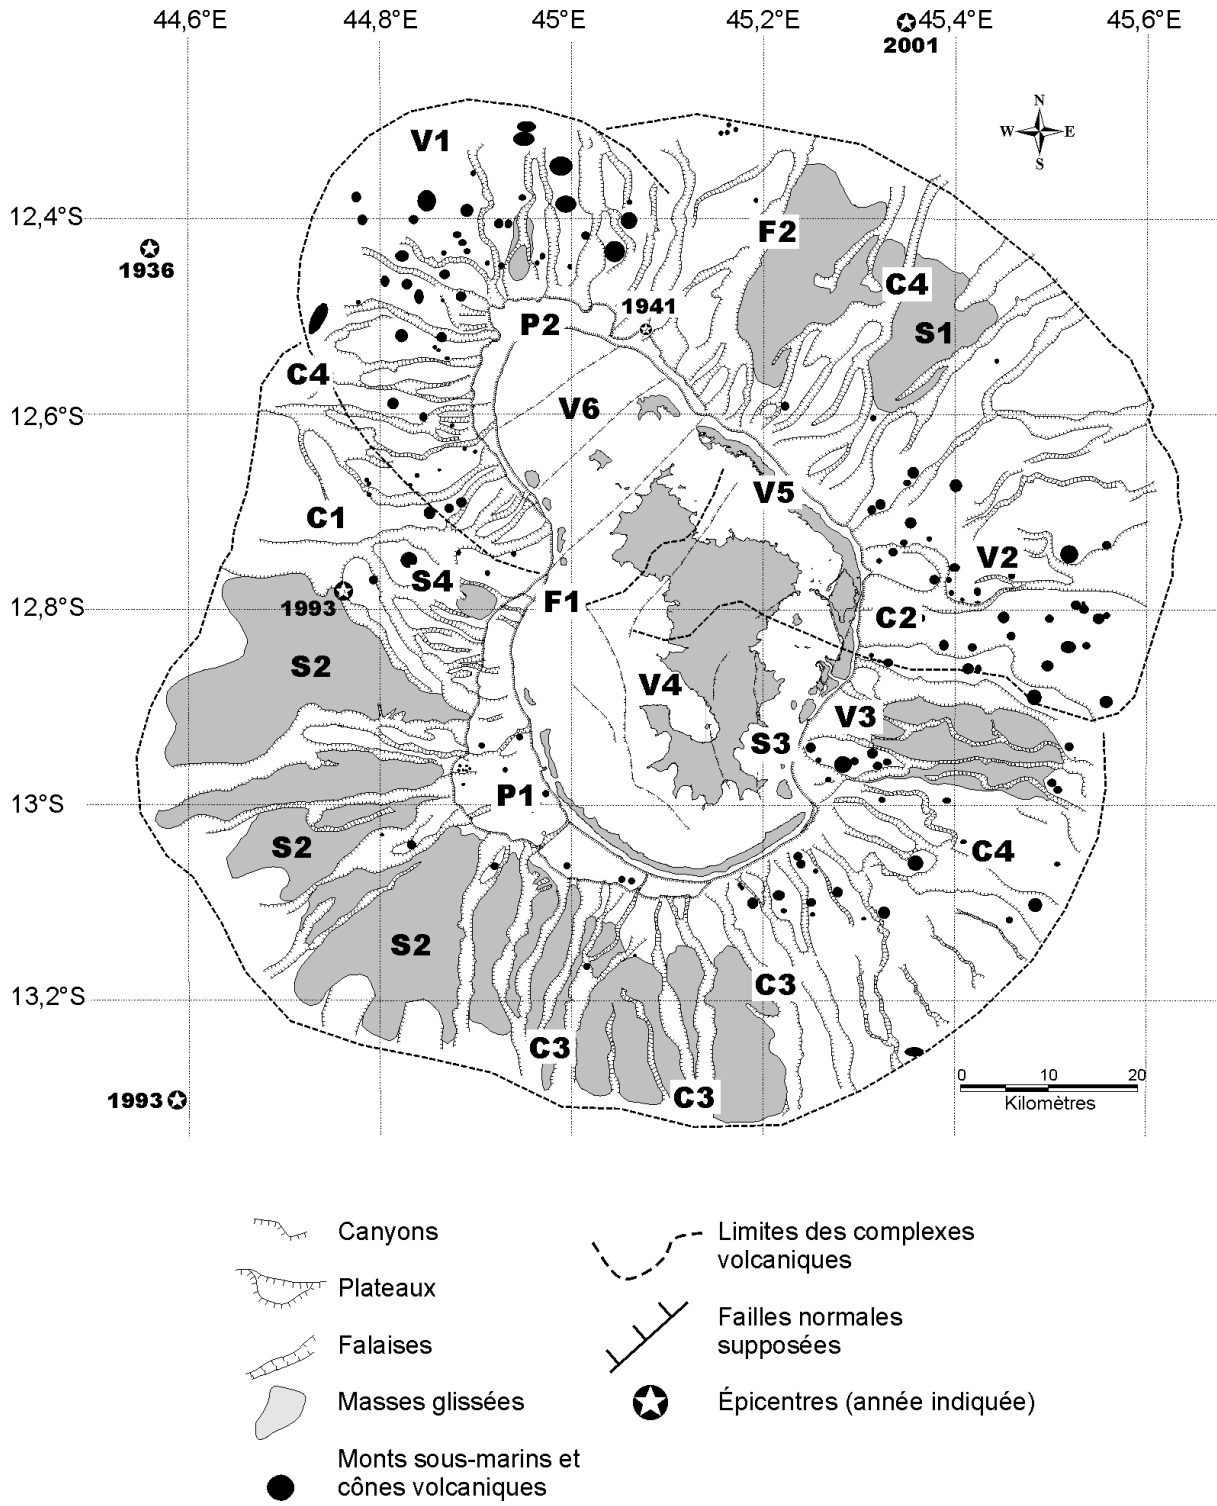 44,6°E 44,8°E 45°E 45,2°E 45,4°E 45,6°E
2001
N
W E
S
V1
12,4°S
F2
1936
C4
1941
P2
S1
C4
V6
12,6°S
V5
C1
V2
S4
1993
F1
12,8°S
C2
S2
V4
V3
S3
P1
13°S
S2
C4
S2
C3
13,2°S
C3
0 10 20
Kilomètres
C3
1993
Canyons
Plateaux
Falaises
Masses glissées
Monts sous-marins et
cônes volcaniques
Limites des complexes
volcaniques
Failles normales
supposées
Épicentres (année indiquée)